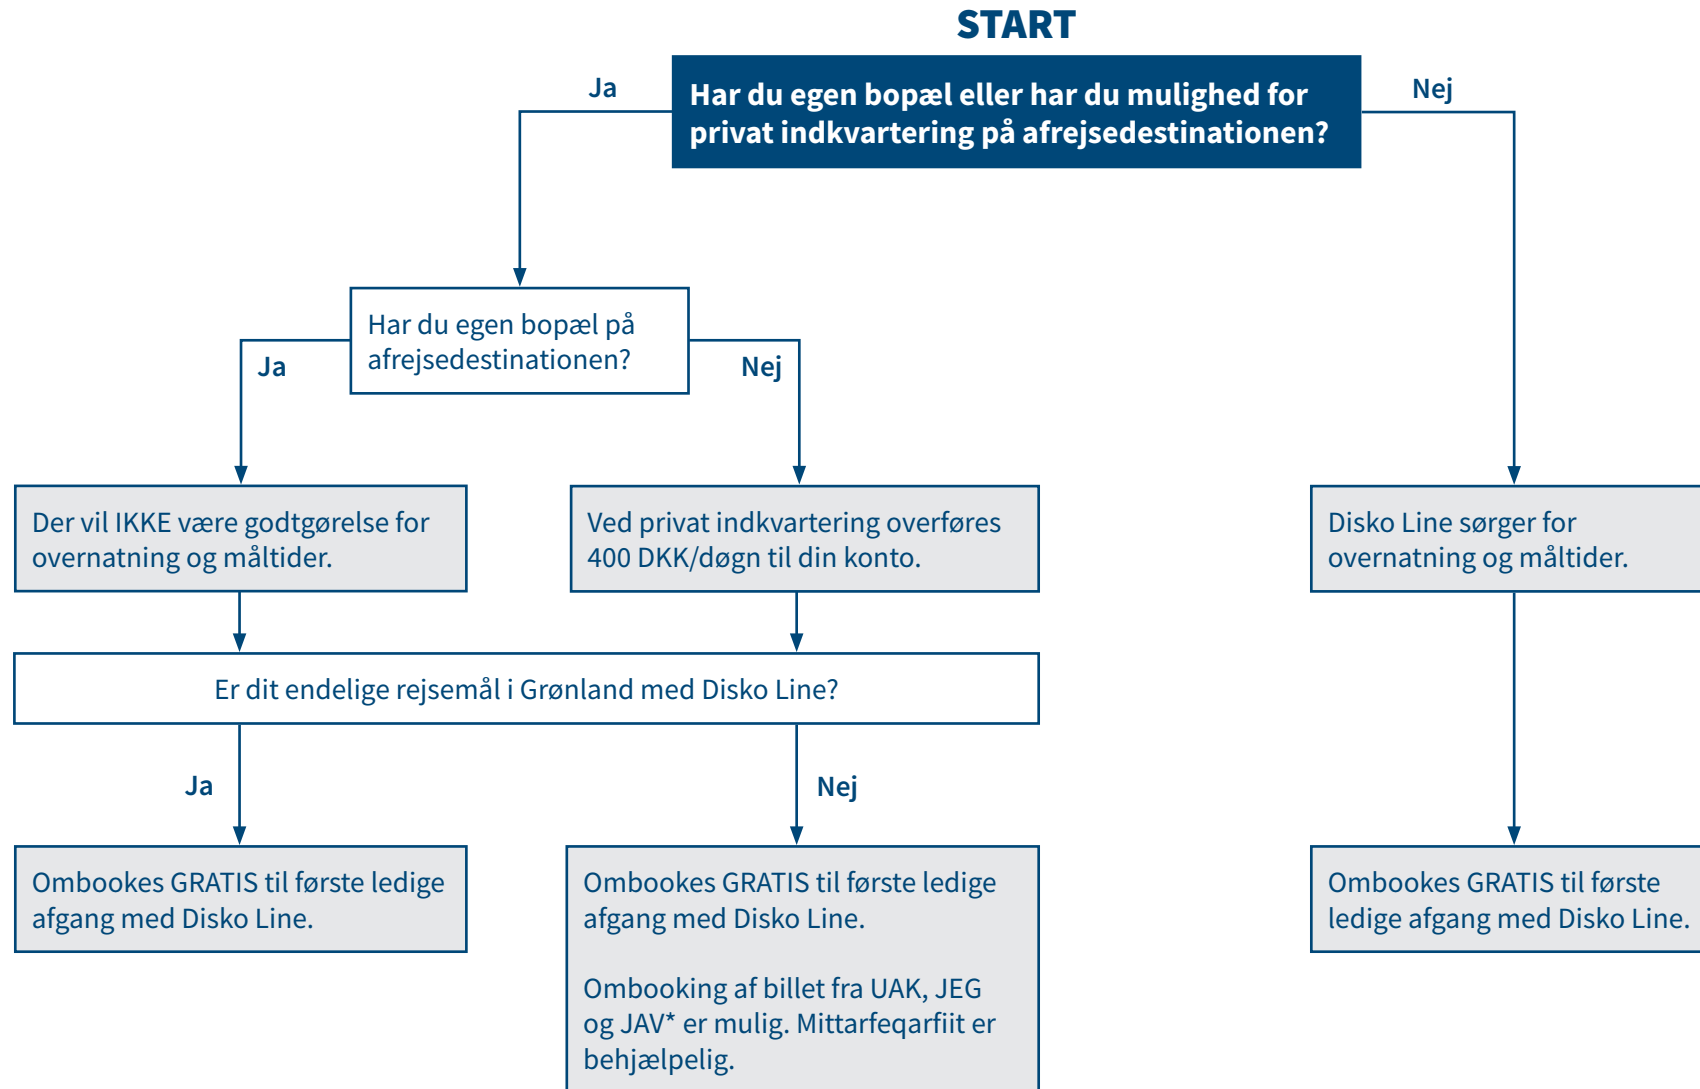 START
Ja
Har du egen bopæl eller har du mulighed for
privat indkvartering på afrejsedestinationen?
Nej
Har du egen bopæl på
afrejsedestinationen?
Ja
Nej
Der vil IKKE være godtgørelse for
overnatning og måltider.
Ved privat indkvartering overføres
400 DKK/døgn til din konto.
Disko Line sørger for
overnatning og måltider.
Er dit endelige rejsemål i Grønland med Disko Line?
Ja
Nej
Ombookes GRATIS til første ledige
afgang med Disko Line.
Ombookes GRATIS til første ledige
afgang med Disko Line.
Ombooking af billet fra UAK, JEG
og JAV* er mulig. Mittarfeqarfiit er
behjælpelig.
Ombookes GRATIS til første
ledige afgang med Disko Line.